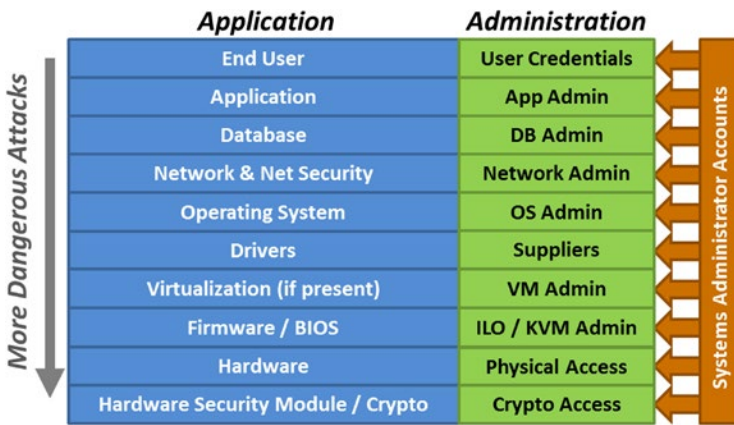 Application Administration
More Dangerous Attacks
End User User Credentials
Application App Admin
Database DB Admin
Network & Net Security Network Admin
Operating System OS Admin
Drivers Suppliers
Virtualization (if present) VM Admin
Firmware / BIOS ILO / KVM Admin
Hardware Physical Access
Hardware Security Module / Crypto Crypto Access
Systems Administrator Accounts